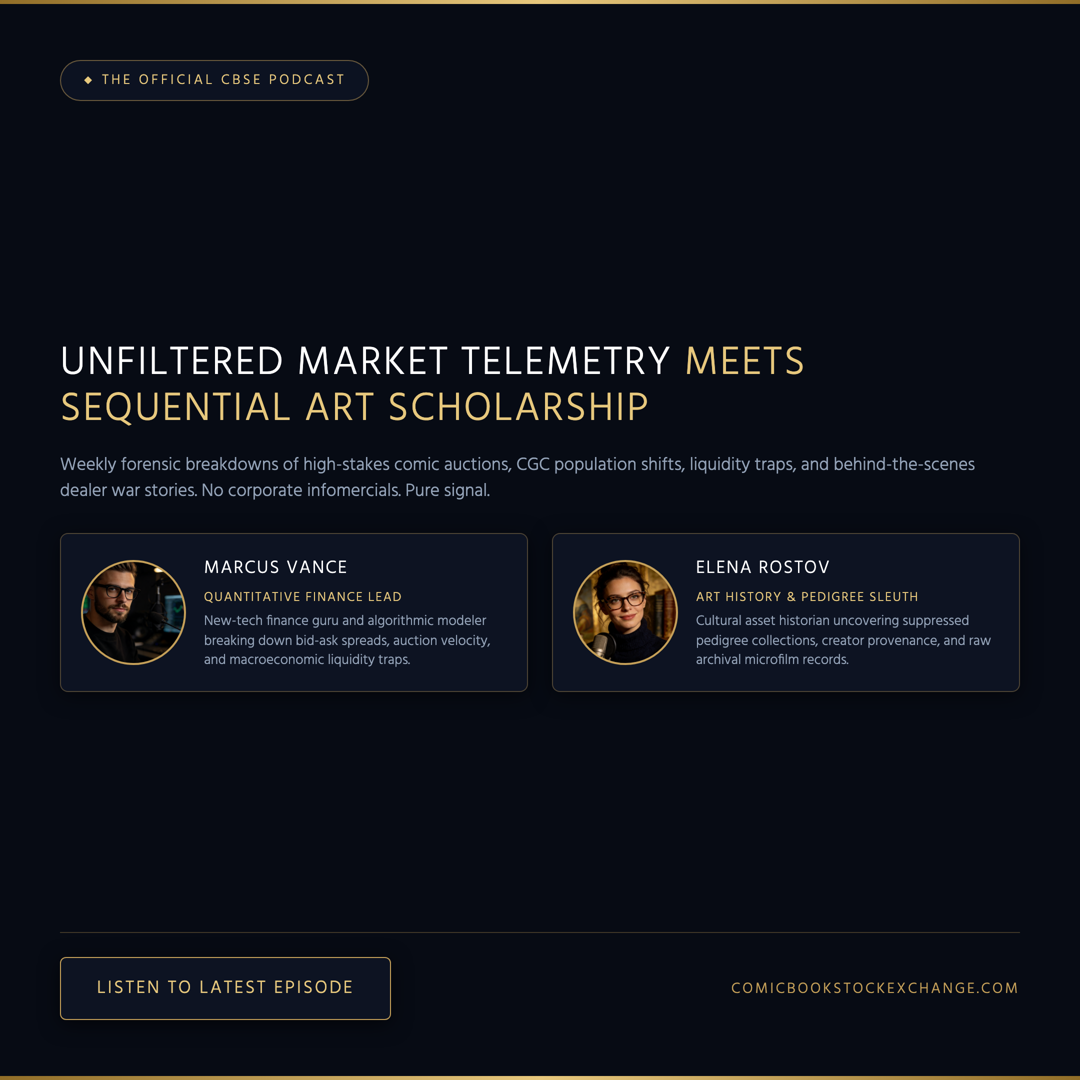 ◆ THE OFFICIAL CBSE PODCAST
UNFILTERED MARKET TELEMETRY MEETS
SEQUENTIAL ART SCHOLARSHIP
Weekly forensic breakdowns of high-stakes comic auctions, CGC population shifts, liquidity traps, and behind-the-scenes
dealer war stories. No corporate infomercials. Pure signal.
MARCUS VANCE
QUANTITATIVE FINANCE LEAD
New-tech finance guru and algorithmic modeler
breaking down bid-ask spreads, auction velocity,
and macroeconomic liquidity traps.
ELENA ROSTOV
ART HISTORY & PEDIGREE SLEUTH
Cultural asset historian uncovering suppressed
pedigree collections, creator provenance, and raw
archival microfilm records.
LISTEN TO LATEST EPISODE
COMICBOOKSTOCKEXCHANGE.COM